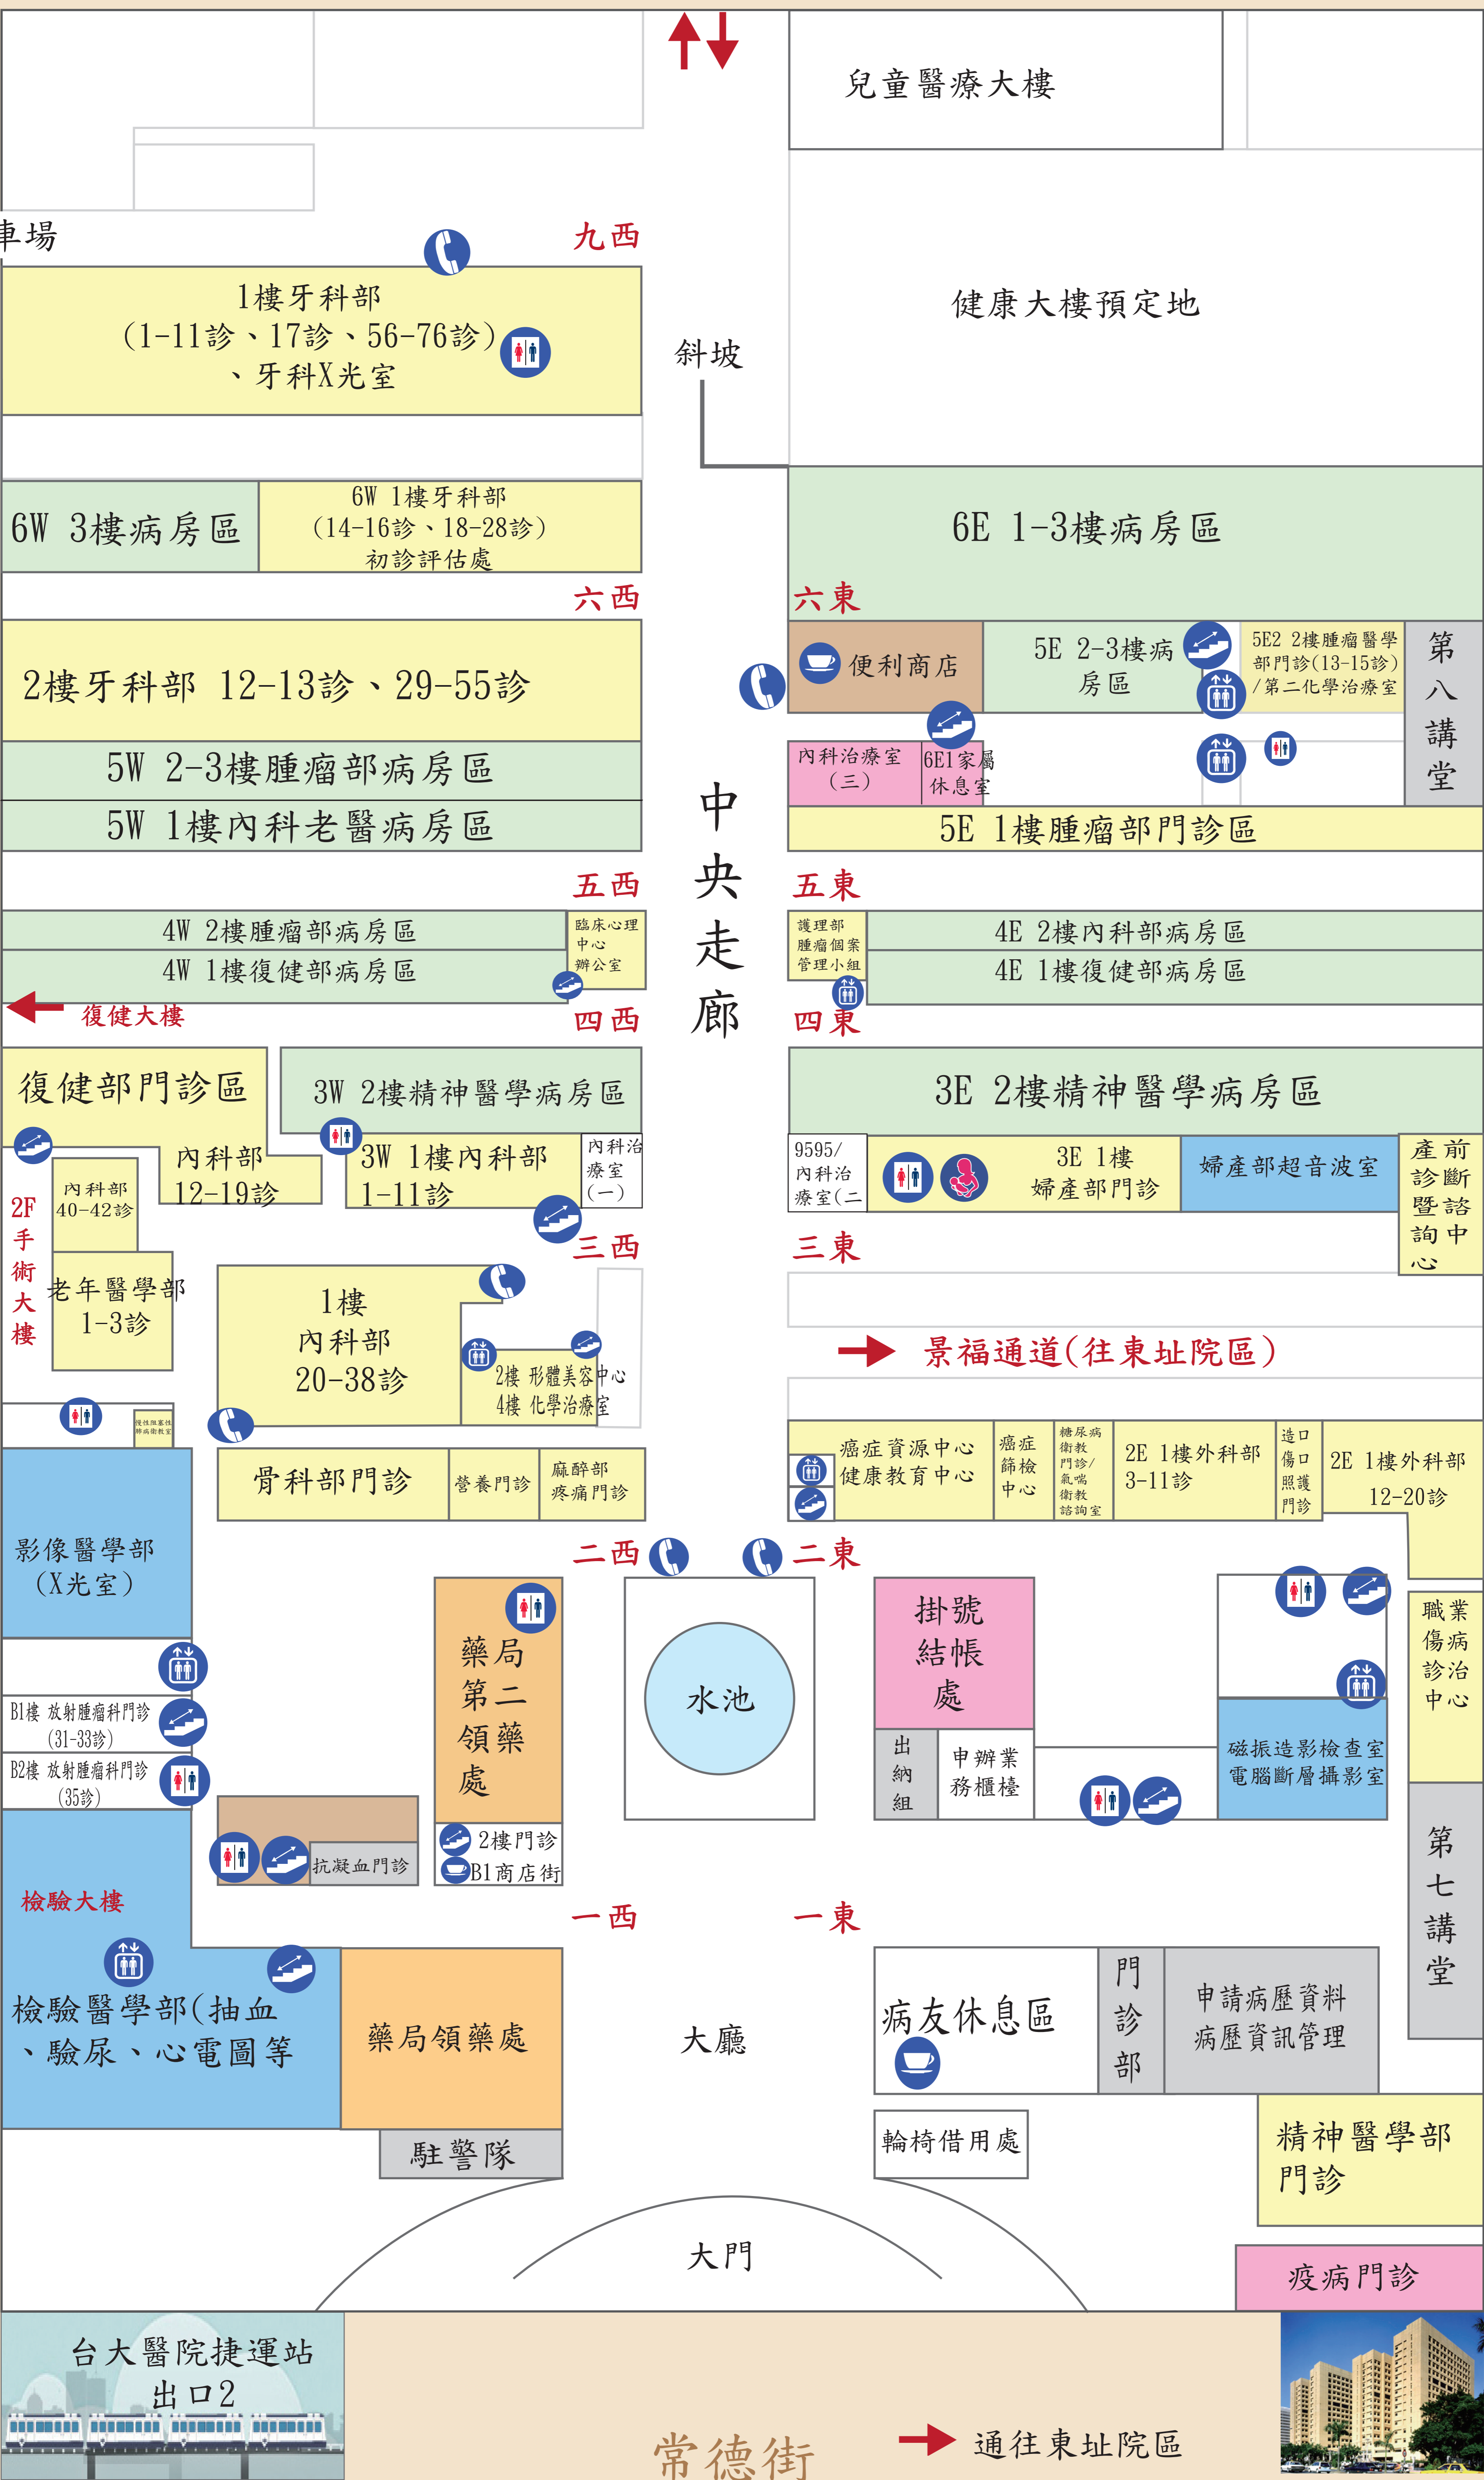 兒童醫療大樓
車場
九西
1樓牙科部
(1-11診、17診、56-76診)
、牙科X光室
健康大樓預定地
斜坡
6W 3樓病房區
6W 1樓牙科部
(14-16診、18-28診)
初診評估處
6E 1-3樓病房區
六西
六東
2樓牙科部 12-13診、29-55診
便利商店
5E 2-3樓病
房區
5E2 2樓腫瘤醫學
部門診(13-15診)
/第二化學治療室
第八講堂
5W 2-3樓腫瘤部病房區
內科治療室
(三)
6E1家屬
休息室
5W 1樓內科老醫病房區
5E 1樓腫瘤部門診區
中央走廊
五西
五東
4W 2樓腫瘤部病房區
4W 1樓復健部病房區
臨床心理
中心
辦公室
護理部
腫瘤個案
管理小組
4E 2樓內科部病房區
4E 1樓復健部病房區
復健大樓
四西
四東
復健部門診區
3W 2樓精神醫學病房區
3E 2樓精神醫學病房區
內科部
12-19診
3W 1樓內科部
1-11診
內科治
療室
(一)
9595/
內科治
療室(二
3E 1樓
婦產部門診
婦產部超音波室
產前
診斷
暨諮
詢中
心
2F
手術大樓
內科部
40-42診
老年醫學部
1-3診
三西
三東
1樓
內科部
20-38診
2樓 形體美容中心
4樓 化學治療室
景福通道(往東址院區)
慢性阻塞性
肺病衛教室
骨科部門診
營養門診
麻醉部
疼痛門診
癌症資源中心
健康教育中心
癌症
篩檢
中心
糖尿病
衛教
門診/
氣喘
衛教
諮詢室
2E 1樓外科部
3-11診
造口
傷口
照護
門診
2E 1樓外科部
12-20診
影像醫學部
(X光室)
二西
二東
藥局
第二
領藥
處
水池
掛號
結帳
處
職業
傷病
診治
中心
B1樓 放射腫瘤科門診
(31-33診)
B2樓 放射腫瘤科門診
(35診)
出納組
申辦業
務櫃檯
磁振造影檢查室
電腦斷層攝影室
抗凝血門診
2樓門診
B1商店街
第七講堂
檢驗大樓
一西
一東
檢驗醫學部(抽血
、驗尿、心電圖等
藥局領藥處
大廳
病友休息區
門診部
申請病歷資料
病歷資訊管理
駐警隊
輪椅借用處
精神醫學部
門診
大門
疫病門診
台大醫院捷運站
出口2
常德街
通往東址院區